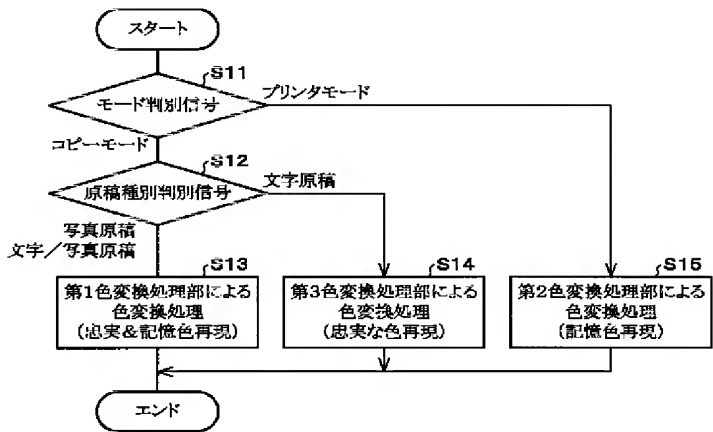 スタート
S11
モード判別信号
プリンタモード
コピーモード
S12
原稿種別判別信号
文字原稿
写真原稿
文字／写真原稿
S13
第1色変換処理部による
色変換処理
(忠実＆記憶色再現)
S14
第3色変換処理部による
色変換処理
(忠実な色再現)
S15
第2色変換処理部による
色変換処理
(記憶色再現)
エンド